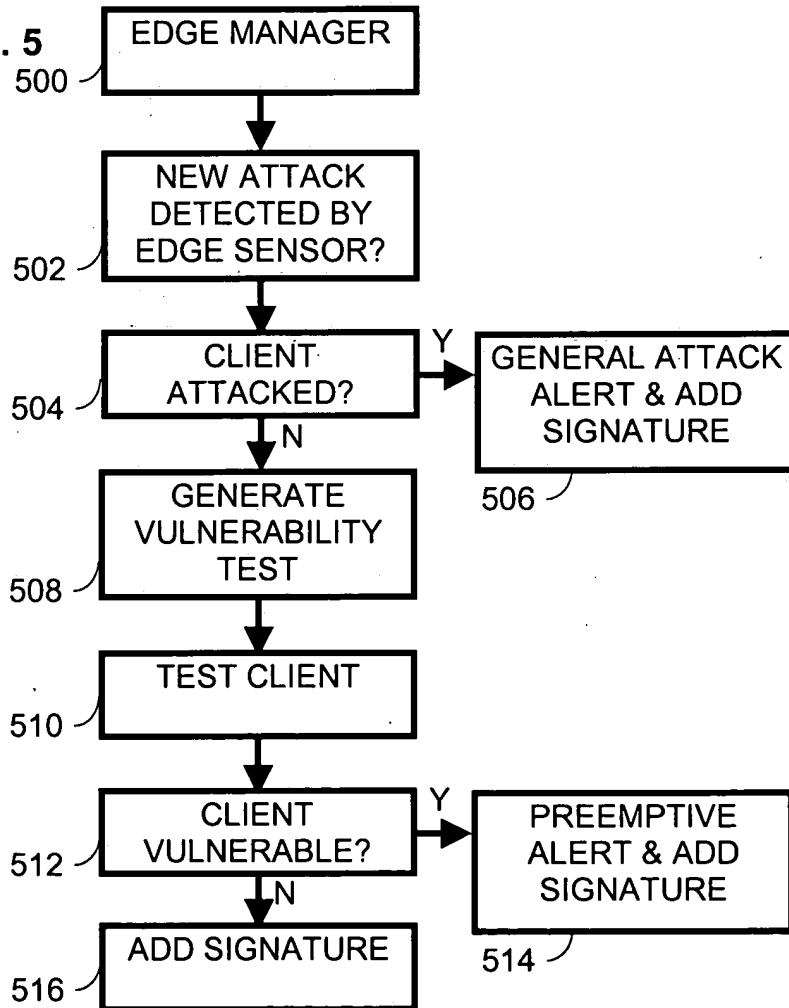 . 5
EDGE MANAGER
500
NEW ATTACK
DETECTED BY
EDGE SENSOR?
502
CLIENT
ATTACKED?
504
Y
GENERAL ATTACK
ALERT & ADD
SIGNATURE
506
N
GENERATE
VULNERABILITY
TEST
508
TEST CLIENT
510
CLIENT
VULNERABLE?
512
Y
PREEMPTIVE
ALERT & ADD
SIGNATURE
514
N
ADD SIGNATURE
516